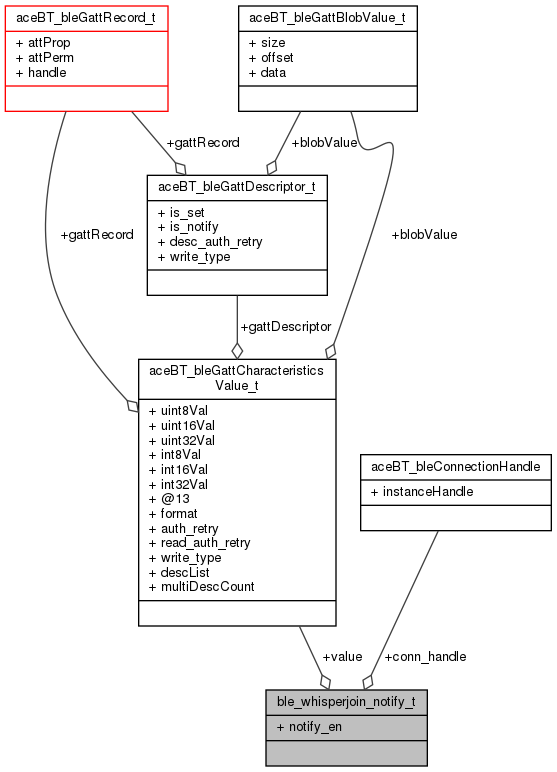 aceBT_bleGattRecord_t
+ attProp
+ attPerm
+ handle
aceBT_bleGattBlobValue_t
+ size
+ offset
+ data
+gattRecord
+blobValue
aceBT_bleGattDescriptor_t
+ is_set
+ is_notify
+ desc_auth_retry
+ write_type
+gattRecord
+blobValue
+gattDescriptor
aceBT_bleGattCharacteristics
Value_t
+ uint8Val
+ uint16Val
+ uint32Val
+ int8Val
+ int16Val
+ int32Val
+ @13
+ format
+ auth_retry
+ read_auth_retry
+ write_type
+ descList
+ multiDescCount
aceBT_bleConnectionHandle
+ instanceHandle
+value
+conn_handle
ble_whisperjoin_notify_t
+ notify_en